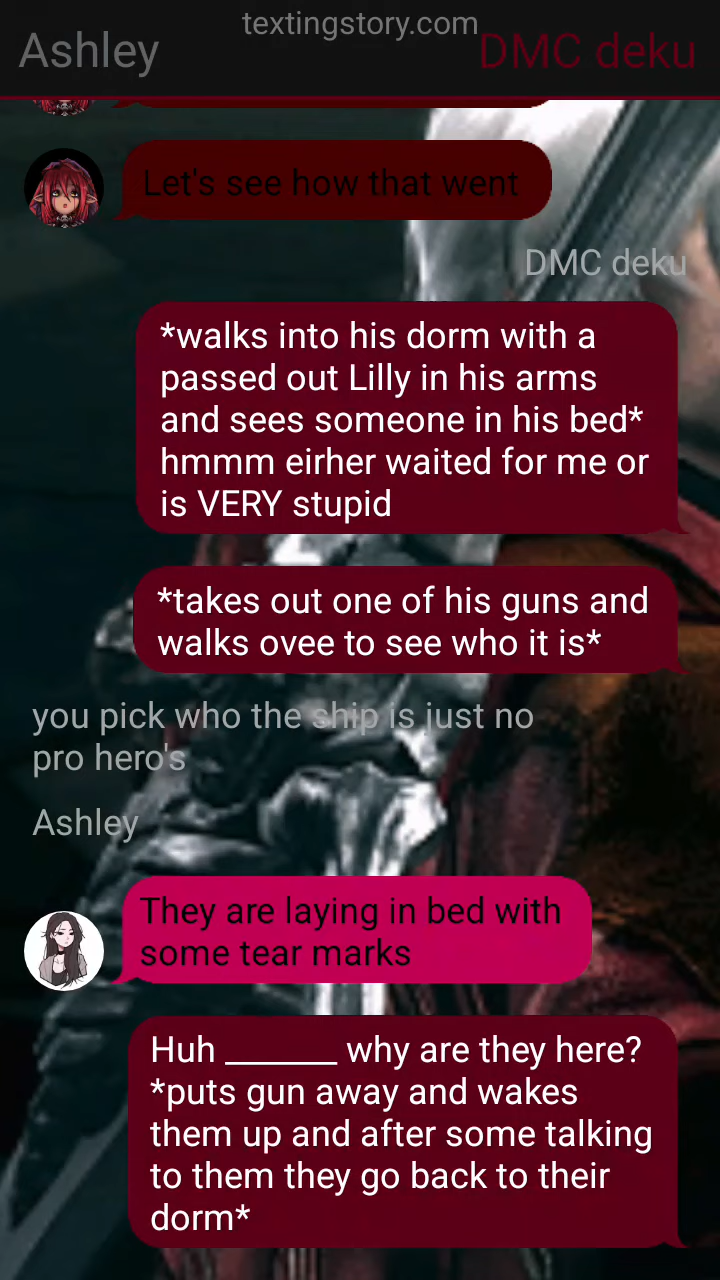 textingstory.com
Ashley
DMC deku
Let's see how that went
DMC deku
*walks into his dorm with a
passed out Lilly in his arms
and sees someone in his bed*
hmmm eirher waited for me or
is VERY stupid
*takes out one of his guns and
walks ovee to see who it is*
you pick who the ship is just no
pro hero's
Ashley
They are laying in bed with
some tear marks
Huh ______ why are they here?
*puts gun away and wakes
them up and after some talking
to them they go back to their
dorm*